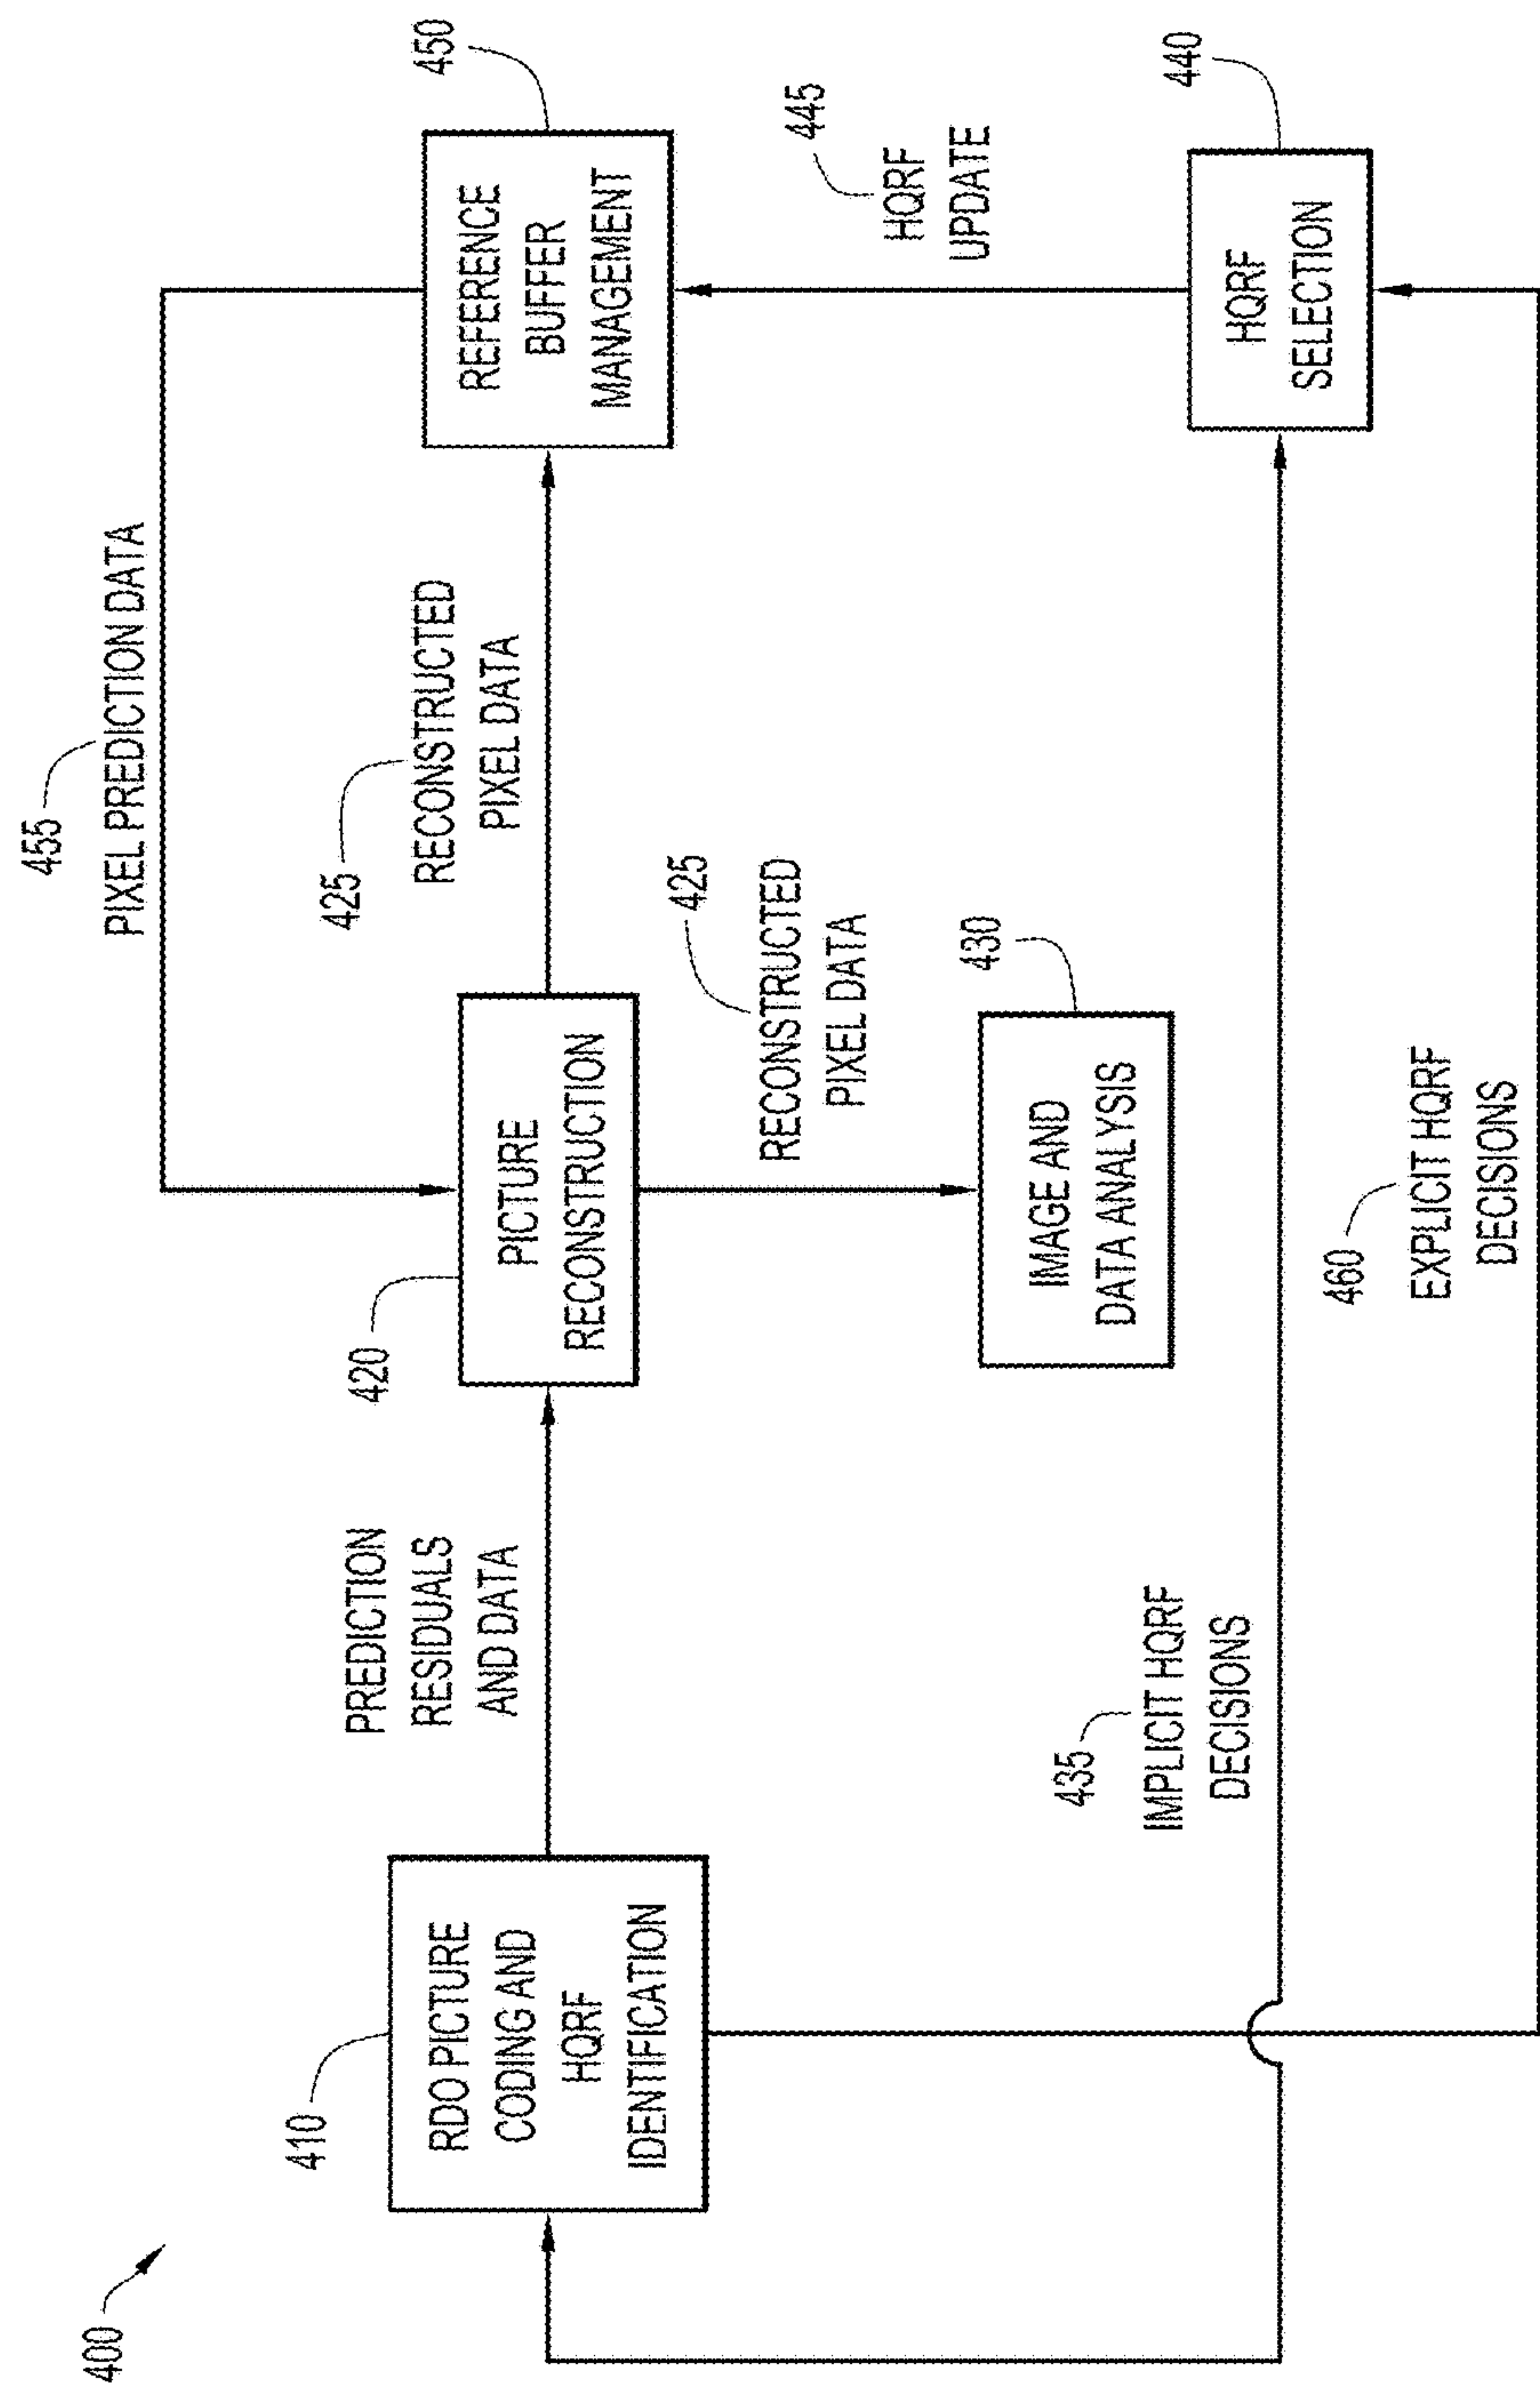 400
455
PIXEL PREDICTION DATA
410
RDO PICTURE
CODING AND
HQRF
IDENTIFICATION
PREDICTION
RESIDUALS
AND DATA
420
PICTURE
RECONSTRUCTION
425
RECONSTRUCTED
PIXEL DATA
450
REFERENCE
BUFFER
MANAGEMENT
425
RECONSTRUCTED
PIXEL DATA
445
HQRF
UPDATE
430
IMAGE AND
DATA ANALYSIS
435
IMPLICIT HQRF
DECISIONS
440
HQRF
SELECTION
460
EXPLICIT HQRF
DECISIONS